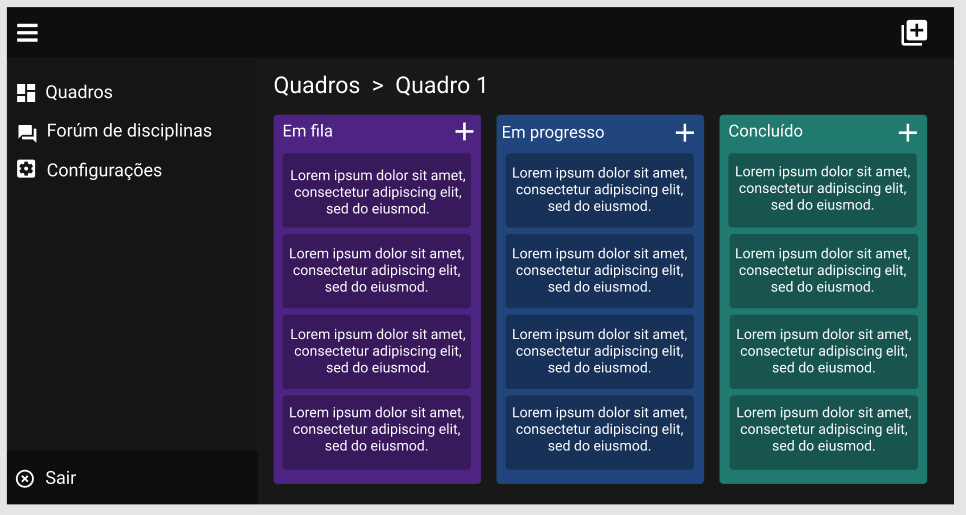 Quadros
Forúm de disciplinas
Configurações
Sair
Quadros > Quadro 1
Em fila
Lorem ipsum dolor sit amet,
consectetur adipiscing elit,
sed do eiusmod.
Lorem ipsum dolor sit amet,
consectetur adipiscing elit,
sed do eiusmod.
Lorem ipsum dolor sit amet,
consectetur adipiscing elit,
sed do eiusmod.
Lorem ipsum dolor sit amet,
consectetur adipiscing elit,
sed do eiusmod.
Em progresso
Lorem ipsum dolor sit amet,
consectetur adipiscing elit,
sed do eiusmod.
Lorem ipsum dolor sit amet,
consectetur adipiscing elit,
sed do eiusmod.
Lorem ipsum dolor sit amet,
consectetur adipiscing elit,
sed do eiusmod.
Lorem ipsum dolor sit amet,
consectetur adipiscing elit,
sed do eiusmod.
Concluído
Lorem ipsum dolor sit amet,
consectetur adipiscing elit,
sed do eiusmod.
Lorem ipsum dolor sit amet,
consectetur adipiscing elit,
sed do eiusmod.
Lorem ipsum dolor sit amet,
consectetur adipiscing elit,
sed do eiusmod.
Lorem ipsum dolor sit amet,
consectetur adipiscing elit,
sed do eiusmod.